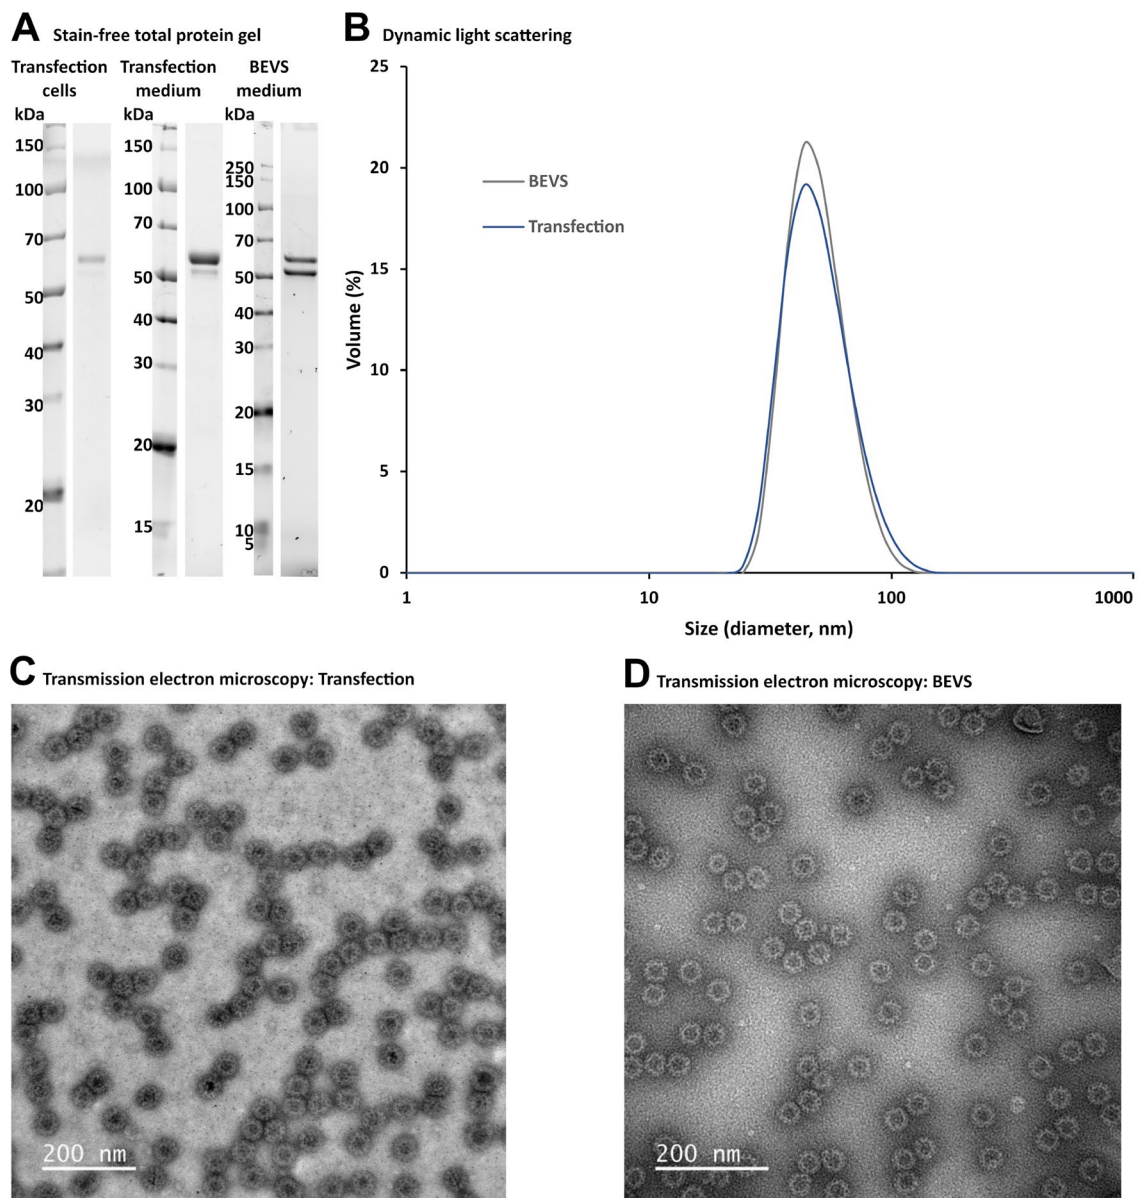 A Stain-free total protein gel
Transfection cells
kDa
150
100
70
50
40
30
20
Transfection medium
kDa
150
100
70
50
40
30
20
15
BEVS medium
kDa
250
150
100
70
50
40
30
20
15
10
5
B Dynamic light scattering
25
20
15
10
5
0
Volume (%)
BEVS
Transfection
1
10
100
1000
Size (diameter, nm)
C Transmission electron microscopy: Transfection
200 nm
D Transmission electron microscopy: BEVS
200 nm